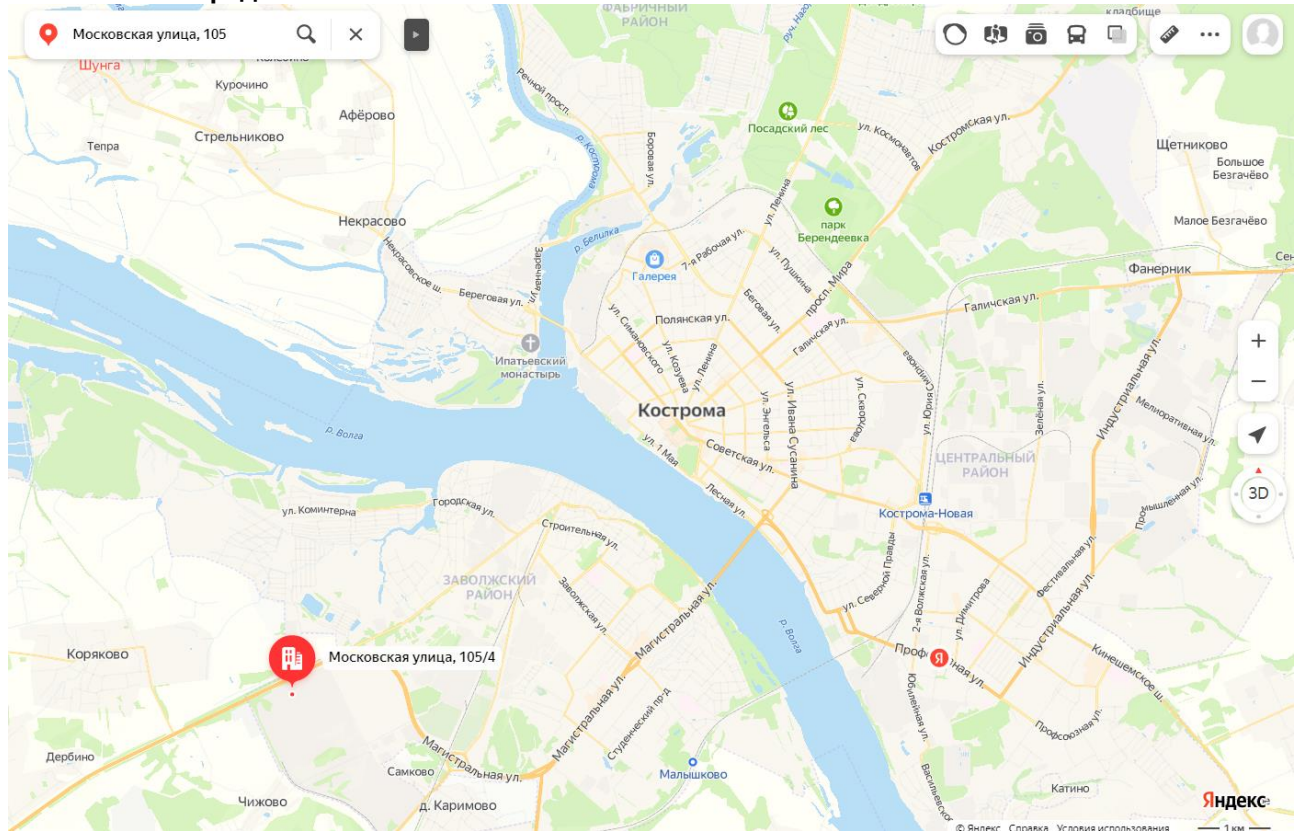 ФАБРИЧНЫЙ
РАЙОН
кладбище
руч.
Московская улица, 105
Шунга
Курочино
Афёрово
Стрельниково
Тепра
Речной просп.
р. Кострома
Боровая ул.
Посадский лес
ул. Космонавтов
Костромская ул.
Щетниково
Большое
Безгачёво
Малое Безгачёво
Некрасово
Некрасовское ш.
Заречная ул.
Береговая ул.
р. Белилка
ул. Ленина
парк
Берендеевка
7-я Рабочая ул.
Галерея
ул. Пушкина
просп. Мира
Беговая ул.
Фанерник
Сен
Галичская ул.
Галичская ул.
Полянская ул.
ул. Симановского
ул. Козуева
ул. Ленина
Ипатьевский
монастырь
Кострома
ул. Энгельса
ул. Ивана Сусанина
ул. Скворцова
ул. Юрия Смирнова
Зелёная ул.
Индустриальная ул.
Мелиоративная ул.
р. Волга
ул. 1 Мая
Советская ул.
Лесная ул.
ЦЕНТРАЛЬНЫЙ
РАЙОН
3D
Промышленная ул.
Кострома-Новая
ул. Коминтерна
Городская ул.
Строительная ул.
ЗАВОЛЖСКИЙ
РАЙОН
Заволжская ул.
Магистральная ул.
р. Волга
ул. Северной Правды
2-я Волжская ул.
ул. Димитрова
Фестивальная ул.
Индустриальная ул.
Кинешемское ш.
Коряково
Московская улица, 105/4
Я
Юбилейная ул.
Профсоюзная ул.
Магистральная ул.
Студенческий пр-д
Магистральная ул.
Дербино
Самково
Малышково
Чижово
д. Каримово
Катино
Яндекс
© Яндекс Справка Условия использования 1 км